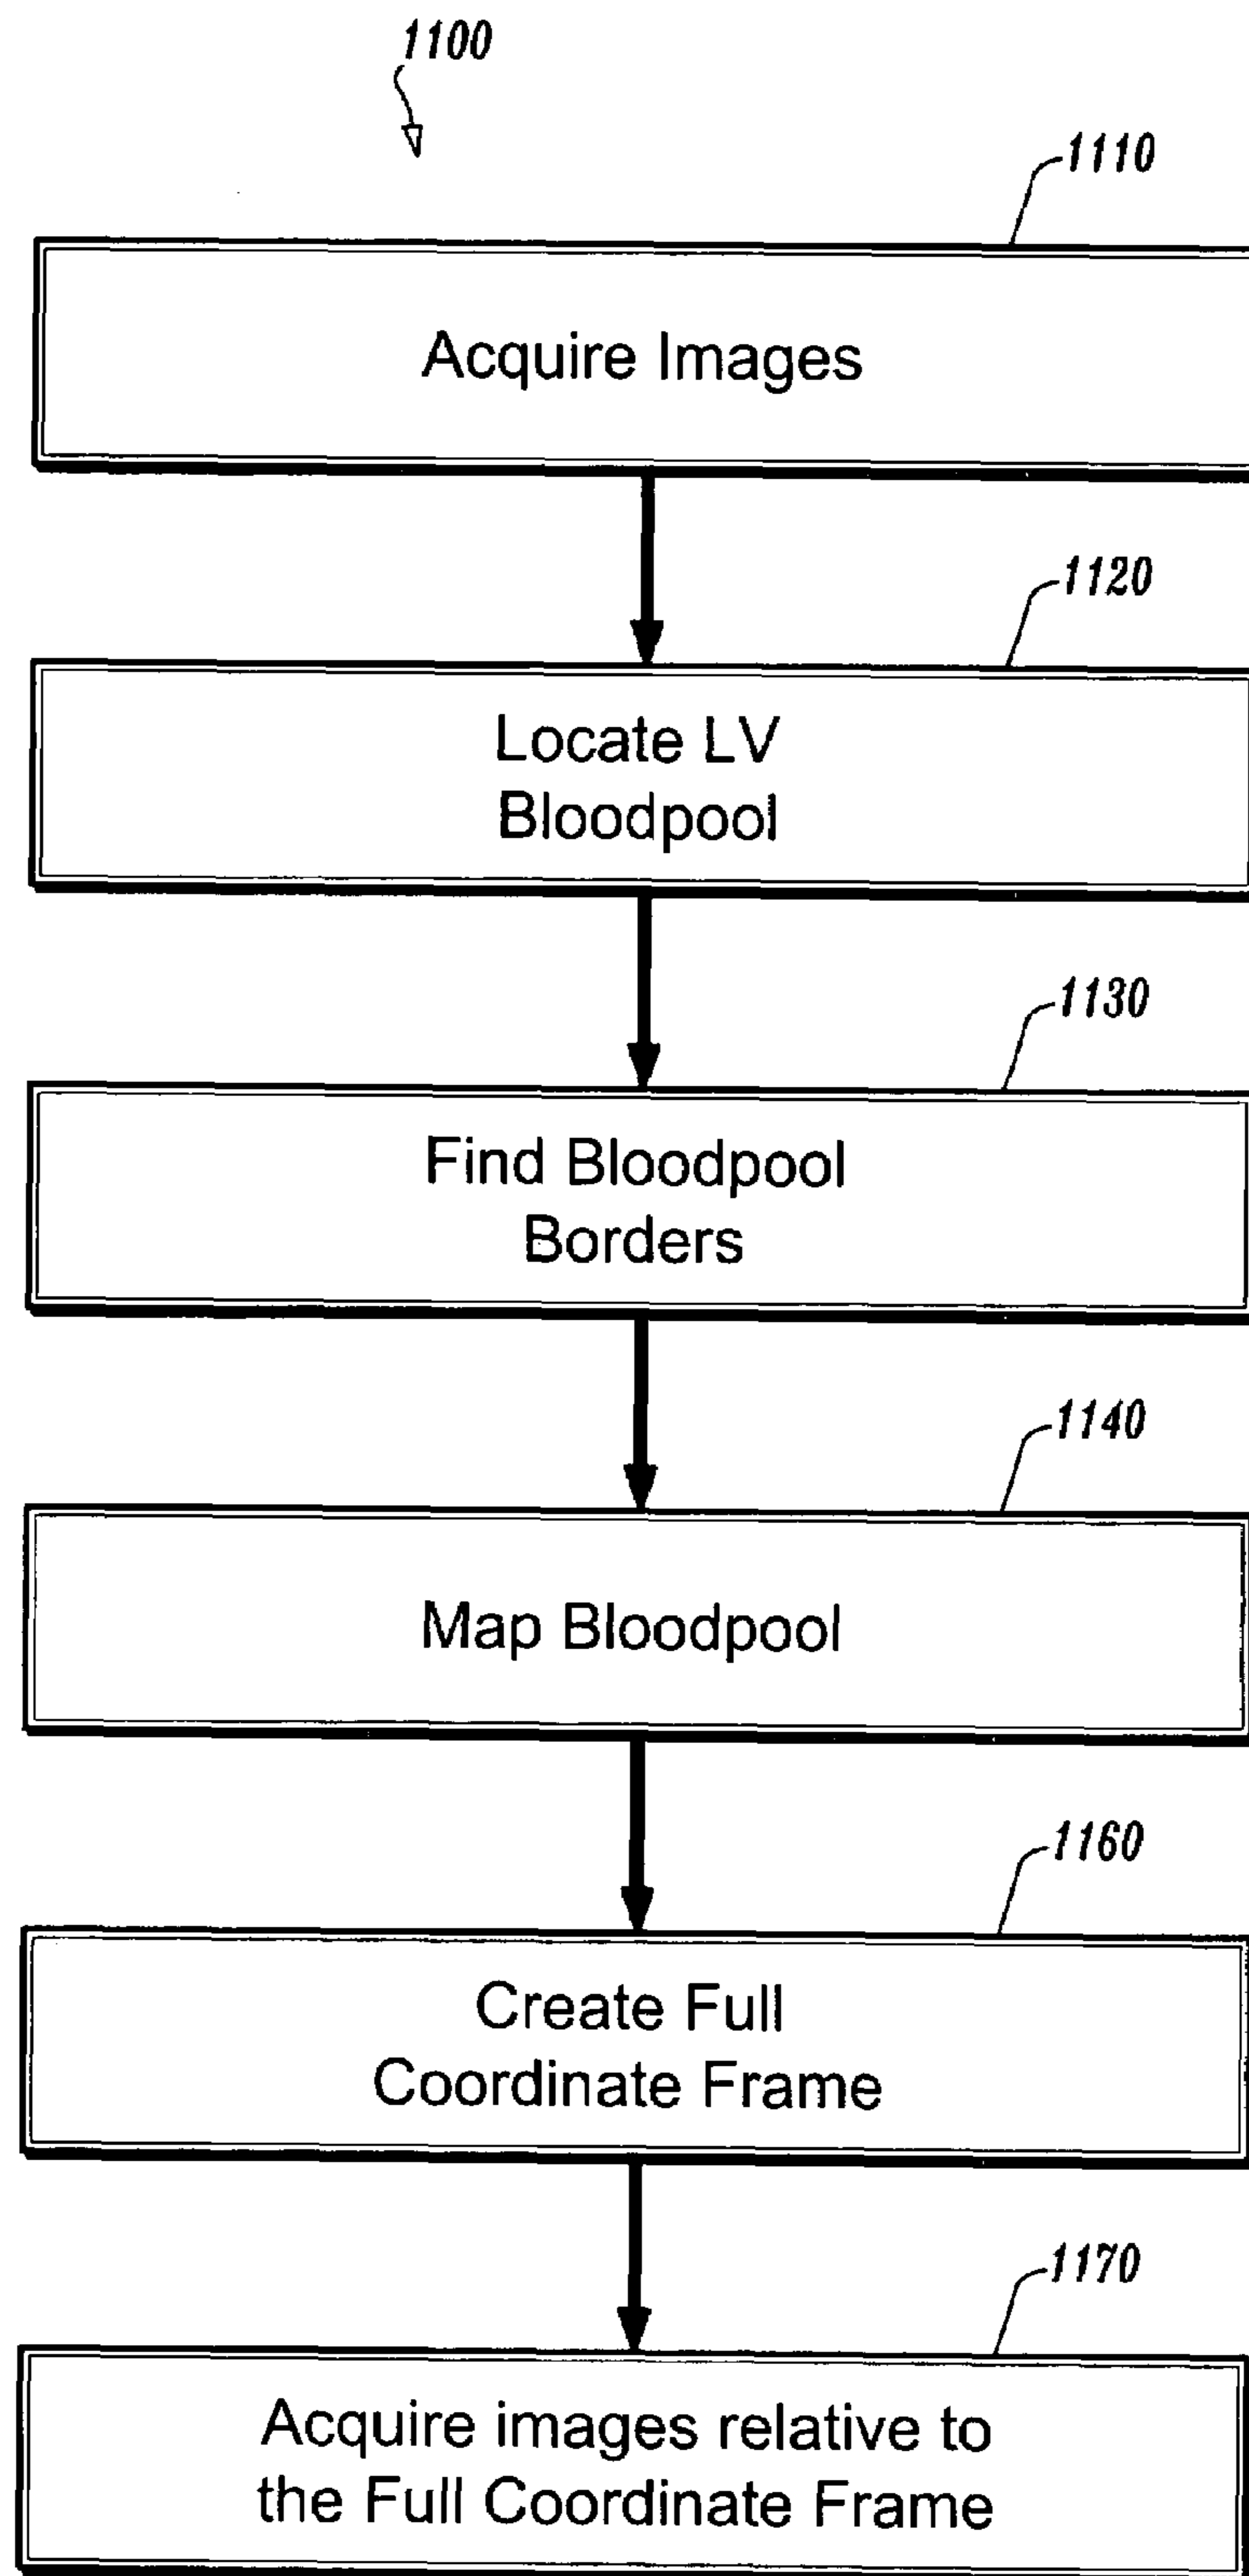 1100
1110
Acquire Images
1120
Locate LV
Bloodpool
1130
Find Bloodpool
Borders
1140
Map Bloodpool
1160
Create Full
Coordinate Frame
1170
Acquire images relative to
the Full Coordinate Frame